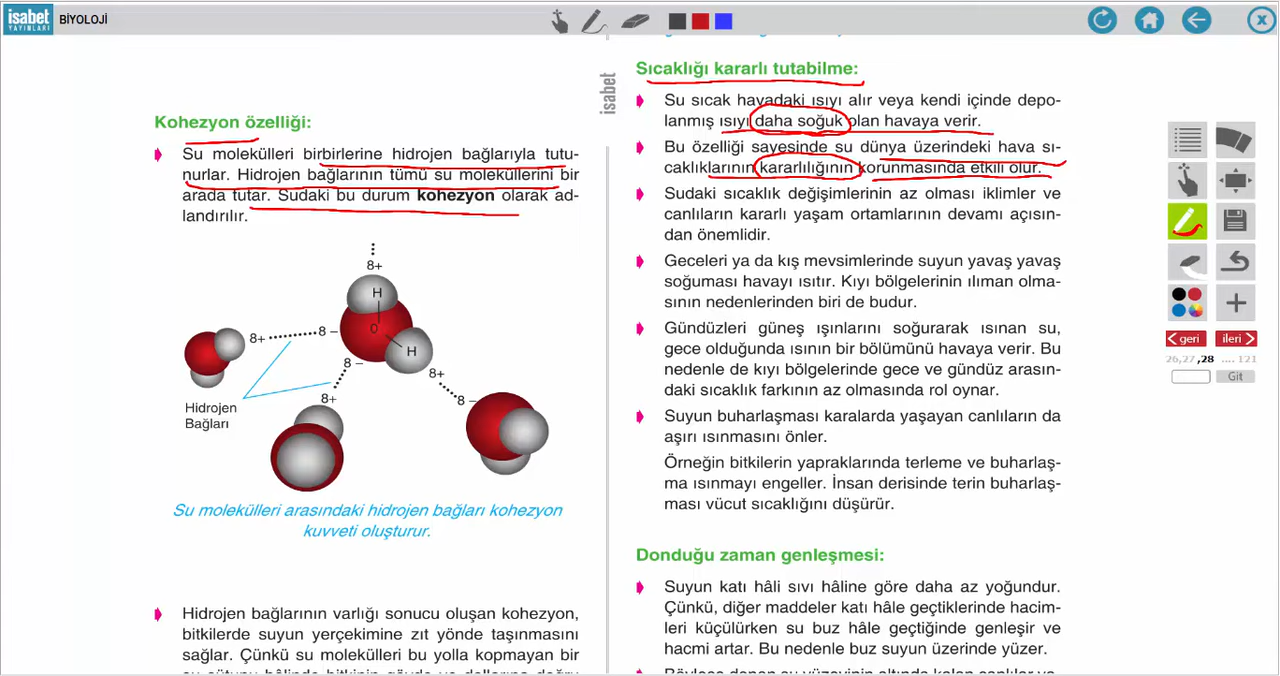 isabet
YAYINLARI
BİYOLOJİ
isabet
Kohezyon özelliği:
Su molekülleri birbirlerine hidrojen bağlarıyla tutu-
nurlar. Hidrojen bağlarının tümü su moleküllerini bir
arada tutar. Sudaki bu durum kohezyon olarak ad-
landırılır.
8+
H
8+
8 –
0
H
8 –
8+
8+
8 –
Hidrojen
Bağları
Su molekülleri arasındaki hidrojen bağları kohezyon
kuvveti oluşturur.
Hidrojen bağlarının varlığı sonucu oluşan kohezyon,
bitkilerde suyun yerçekimine zıt yönde taşınmasını
sağlar. Çünkü su molekülleri bu yolla kopmayan bir
Sıcaklığı kararlı tutabilme:
Su sıcak havadaki ısıyı alır veya kendi içinde depo-
lanmış ısıyı daha soğuk olan havaya verir.
Bu özelliği sayesinde su dünya üzerindeki hava sı-
caklıklarının kararlılığının korunmasında etkili olur.
Sudaki sıcaklık değişimlerinin az olması iklimler ve
canlıların kararlı yaşam ortamlarının devamı açısın-
dan önemlidir.
Geceleri ya da kış mevsimlerinde suyun yavaş yavaş
soğuması havayı ısıtır. Kıyı bölgelerinin ılıman olma-
sının nedenlerinden biri de budur.
Gündüzleri güneş ışınlarını soğurarak ısınan su,
gece olduğunda ısının bir bölümünü havaya verir. Bu
nedenle de kıyı bölgelerinde gece ve gündüz arasın-
daki sıcaklık farkının az olmasında rol oynar.
Suyun buharlaşması karalarda yaşayan canlıların da
aşırı ısınmasını önler.
Örneğin bitkilerin yapraklarında terleme ve buharlaş-
ma ısınmayı engeller. İnsan derisinde terin buharlaş-
ması vücut sıcaklığını düşürür.
Donduğu zaman genleşmesi:
Suyun katı hâli sıvı hâline göre daha az yoğundur.
Çünkü, diğer maddeler katı hâle geçtiklerinde hacim-
leri küçülürken su buz hâle geçtiğinde genleşir ve
hacmi artar. Bu nedenle buz suyun üzerinde yüzer.
geri
ileri
26,27,28 .... 121
Git